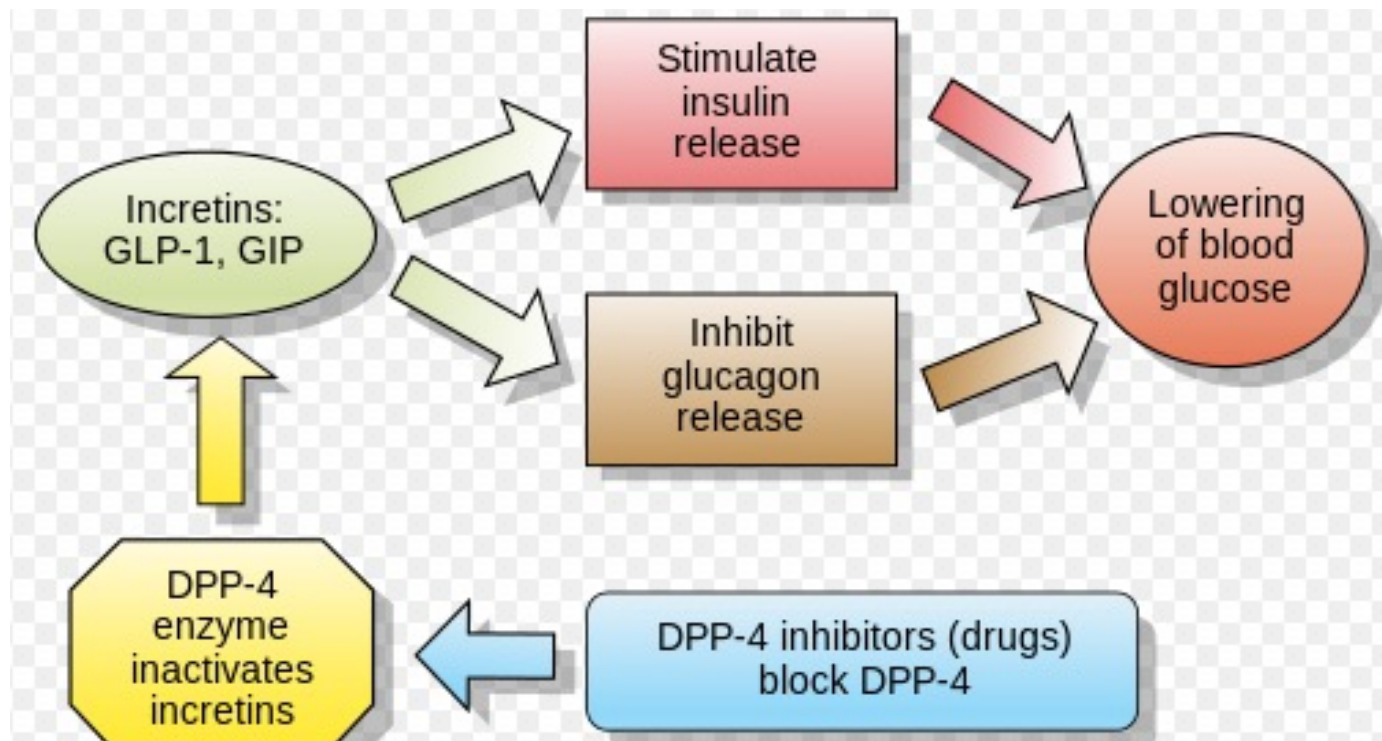 Stimulate
insulin
release
Incretins:
GLP-1, GIP
Lowering
of blood
glucose
Inhibit
glucagon
release
DPP-4
enzyme
inactivates
incretins
DPP-4 inhibitors (drugs)
block DPP-4